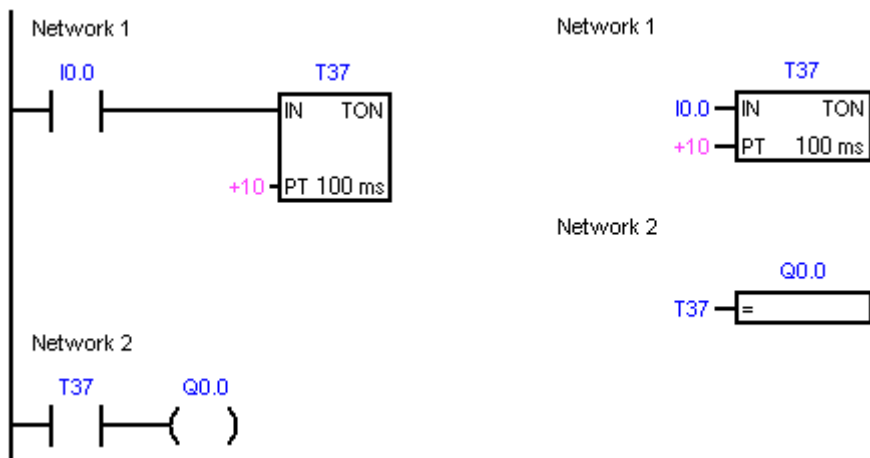 Network 1
I0.0
T37
IN TON
+10 PT 100 ms
Network 2
T37
Q0.0
Network 1
T37
I0.0 IN TON
+10 PT 100 ms
Network 2
Q0.0
T37 =